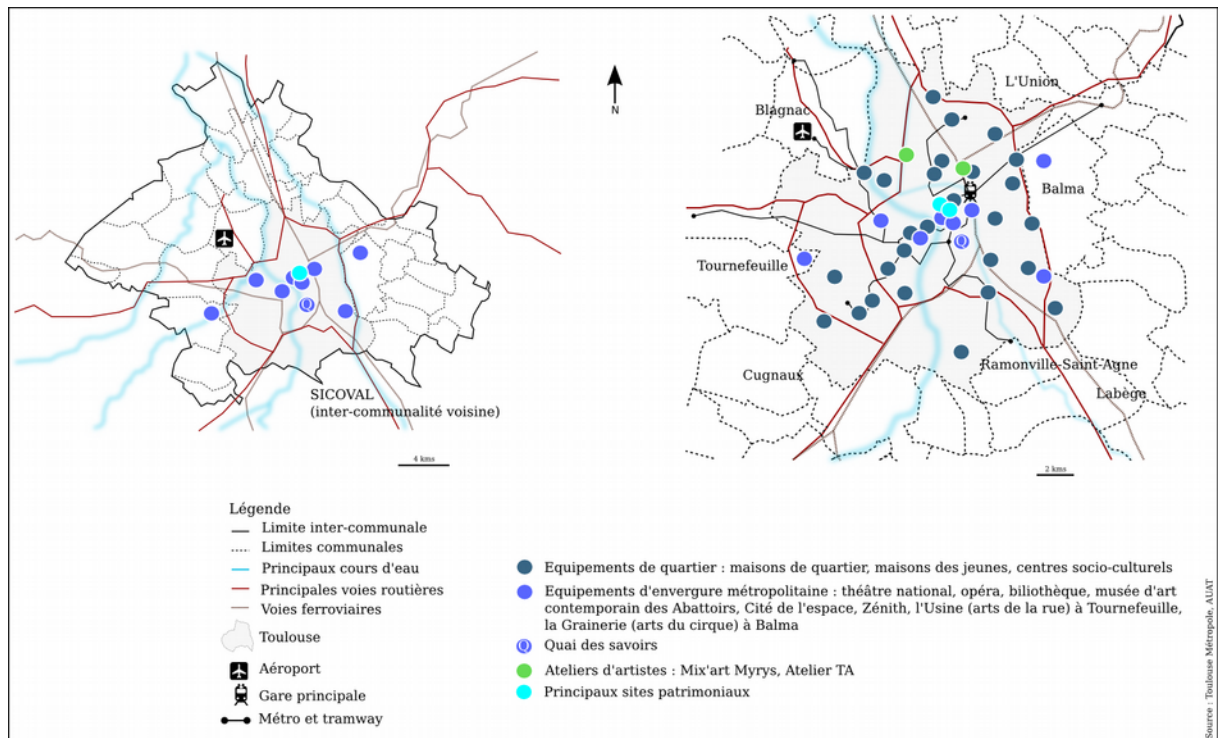 N
SICOVAL
(inter-communalité voisine)
4 kms
L'Union
Blagnac
Balma
Tournefeuille
Q
Q
Cugnaux
Ramonville-Saint-Agne
Labège
2 kms
Légende
Limite inter-communale
Limites communales
Principaux cours d'eau
Principales voies routières
Voies ferroviaires
Toulouse
Aéroport
Gare principale
Métro et tramway
Equipements de quartier : maisons de quartier, maisons des jeunes, centres socio-culturels
Equipements d'envergure métropolitaine : théâtre national, opéra, biliothèque, musée d'art
contemporain des Abattoirs, Cité de l'espace, Zénith, l'Usine (arts de la rue) à Tournefeuille,
la Grainerie (arts du cirque) à Balma
Q Quai des savoirs
Ateliers d'artistes : Mix'art Myrys, Atelier TA
Principaux sites patrimoniaux
Source : Toulouse Métropole, AUAT